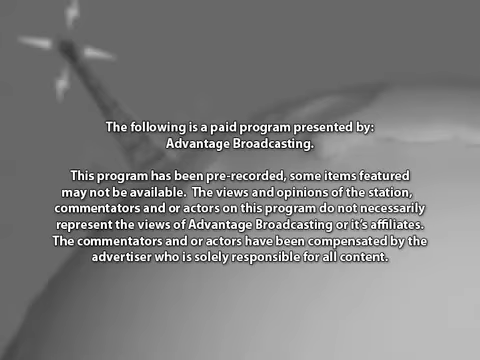 The following is a paid program presented by:
Advantage Broadcasting.
This program has been pre-recorded, some items featured
may not be available. The views and opinions of the station,
commentators and or actors on this program do not necessarily
represent the views of Advantage Broadcasting or it's affiliates.
The commentators and or actors have been compensated by the
advertiser who is solely responsible for all content.